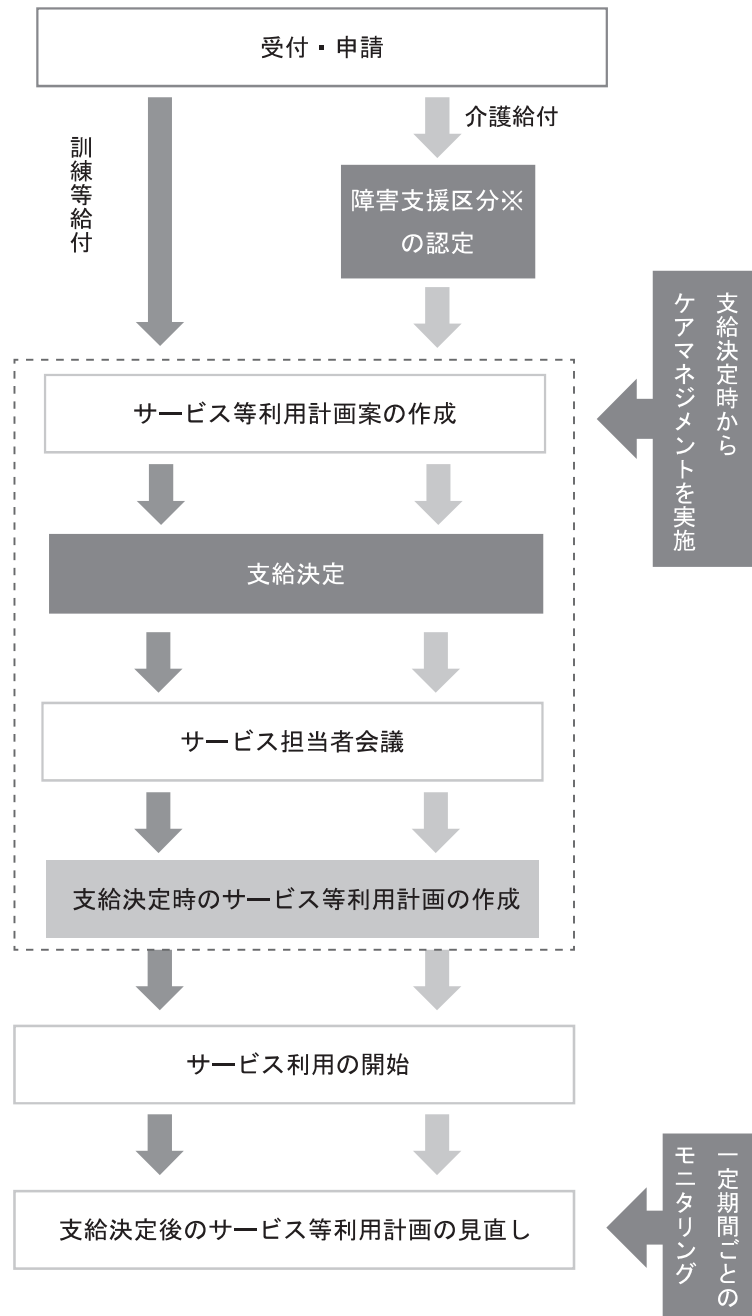 受付・申請
介護給付
訓練等給付
障害支援区分※
の認定
支給決定時から
ケアマネジメントを実施
サービス等利用計画案の作成
支給決定
サービス担当者会議
支給決定時のサービス等利用計画の作成
サービス利用の開始
一定期間ごとの
モニタリング
支給決定後のサービス等利用計画の見直し